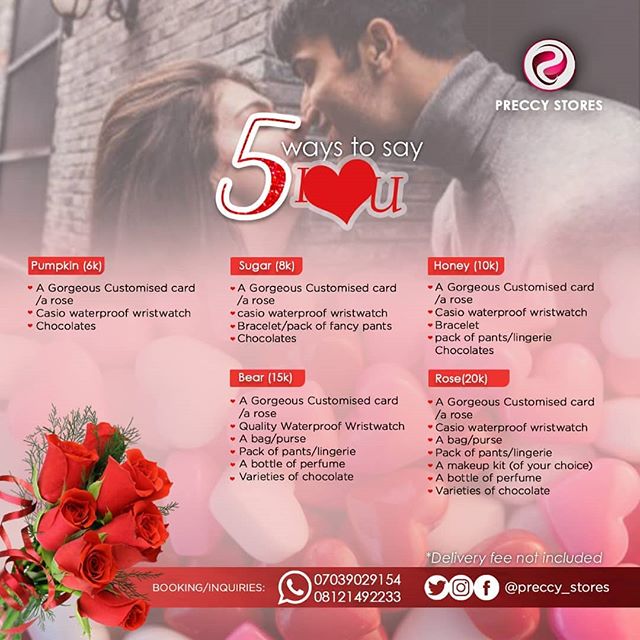 PRECCY STORES
5 ways to say
I ♥ U
Pumpkin (6k)
A Gorgeous Customised card
/a rose
Casio waterproof wristwatch
Chocolates
Sugar (8k)
A Gorgeous Customised card
/a rose
casio waterproof wristwatch
Bracelet/pack of fancy pants
Chocolates
Honey (10k)
A Gorgeous Customised card
/a rose
Casio waterproof wristwatch
Bracelet
pack of pants/lingerie
Chocolates
Bear (15k)
A Gorgeous Customised card
/a rose
Quality Waterproof Wristwatch
A bag/purse
Pack of pants/lingerie
A bottle of perfume
Varieties of chocolate
Rose(20k)
A Gorgeous Customised card
/a rose
Casio waterproof wristwatch
A bag/purse
Pack of pants/lingerie
A makeup kit (of your choice)
A bottle of perfume
Varieties of chocolate
*Delivery fee not included
BOOKING/INQUIRIES:
07039029154
08121492233
@preccy_stores